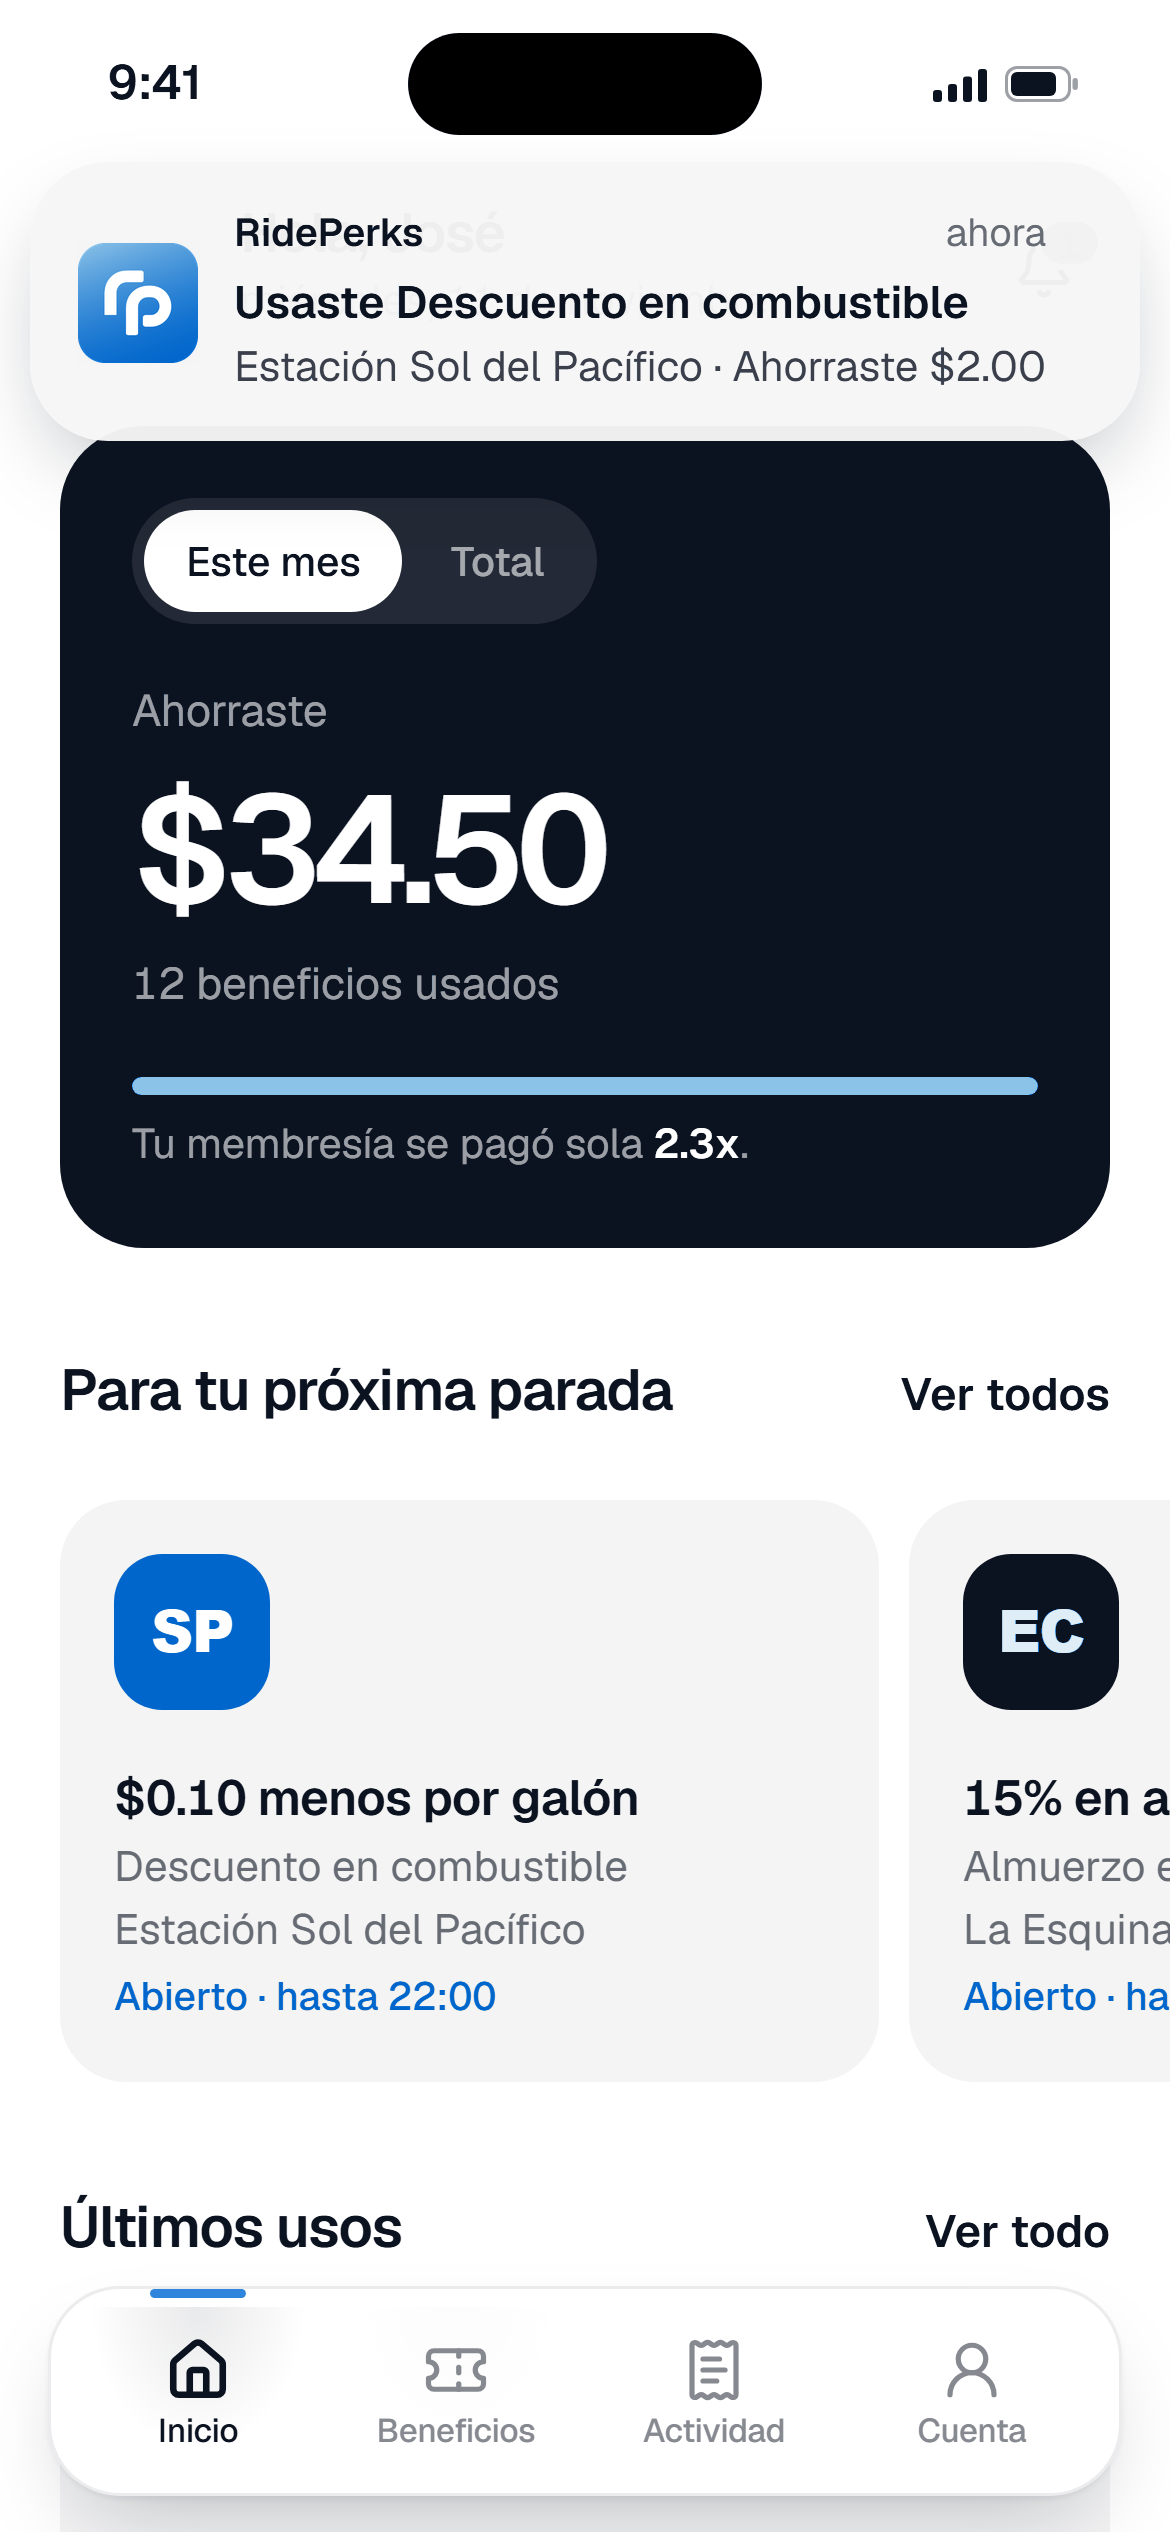 9:41
RidePerks
ahora
Usaste Descuento en combustible
Estación Sol del Pacífico · Ahorraste $2.00
Este mes
Total
Ahorraste
$34.50
12 beneficios usados
Tu membresía se pagó sola 2.3x.
Para tu próxima parada
Ver todos
SP
$0.10 menos por galón
Descuento en combustible
Estación Sol del Pacífico
Abierto · hasta 22:00
EC
15% en a
Almuerzo e
La Esquina
Abierto · ha
Últimos usos
Ver todo
Inicio
Beneficios
Actividad
Cuenta